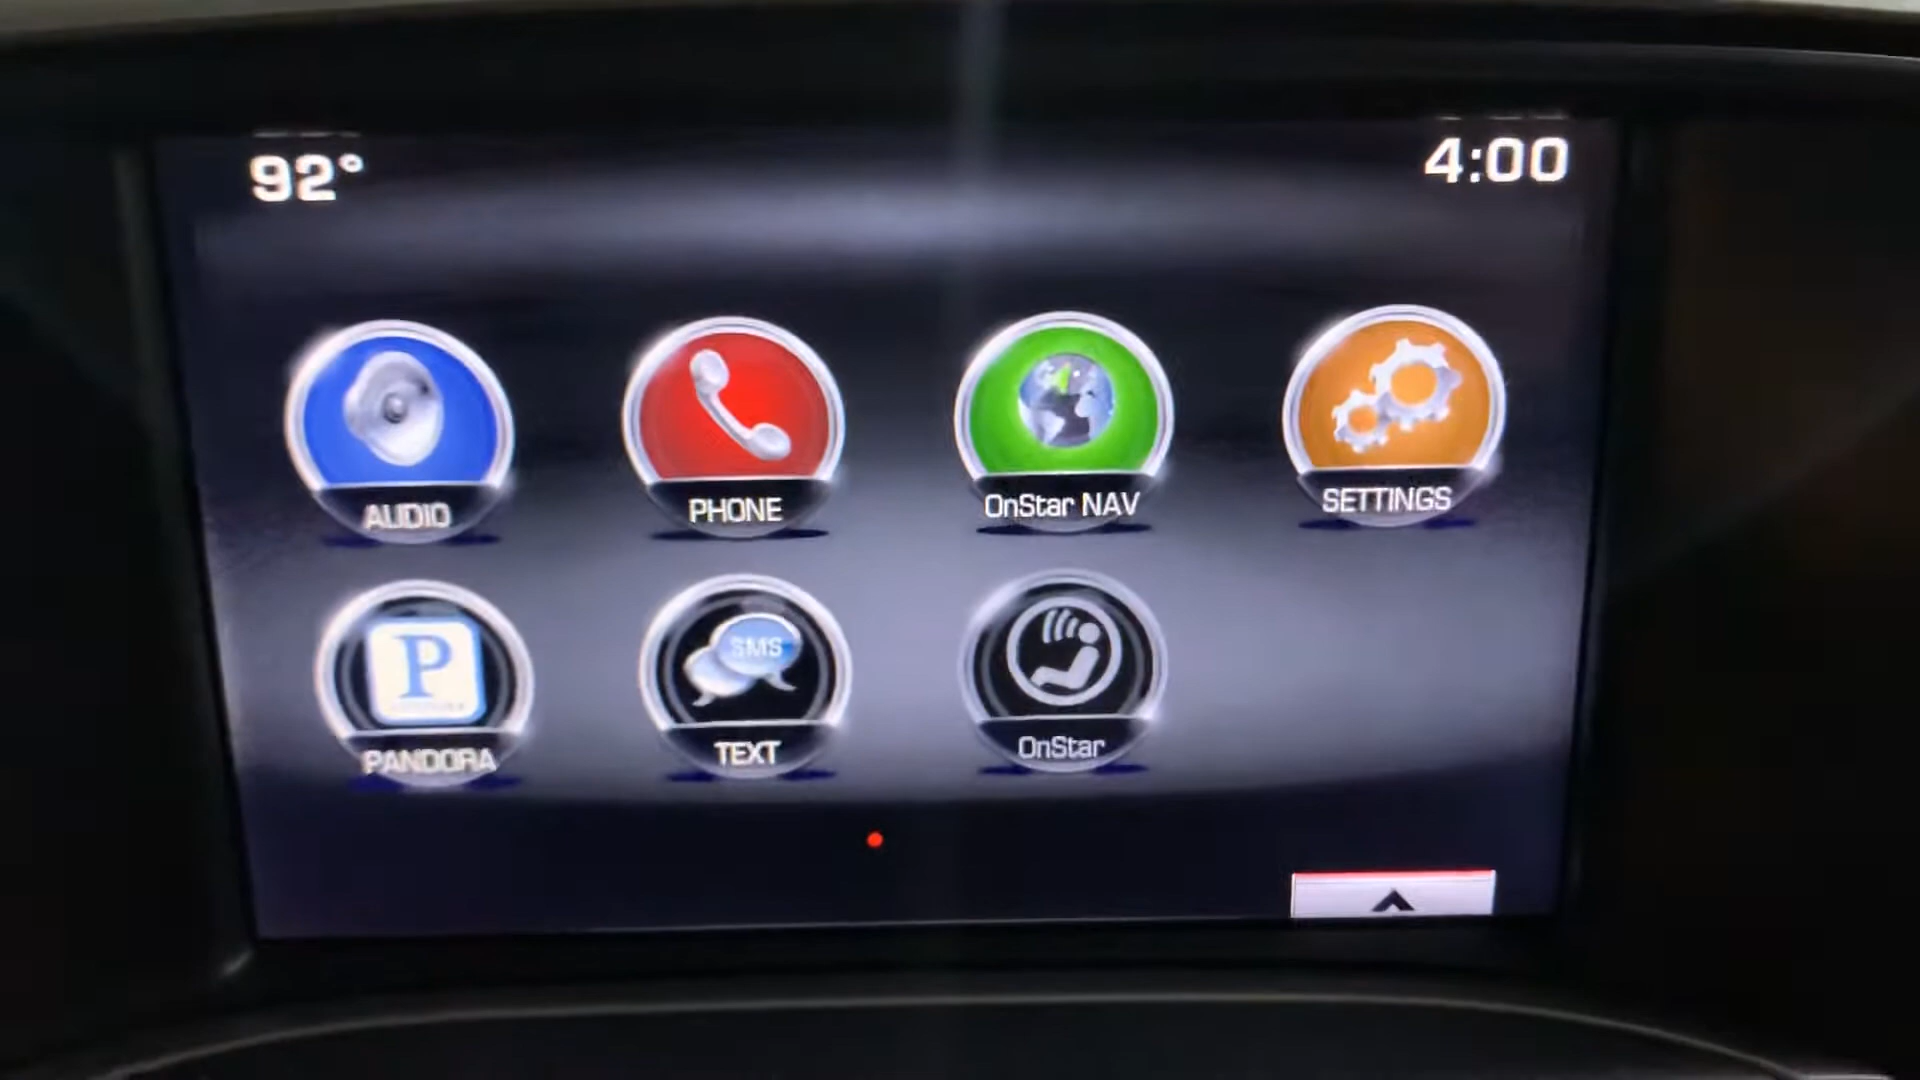 92°
4:00
AUDIO
PHONE
OnStar NAV
SETTINGS
P
SMS
PANDORA
TEXT
OnStar